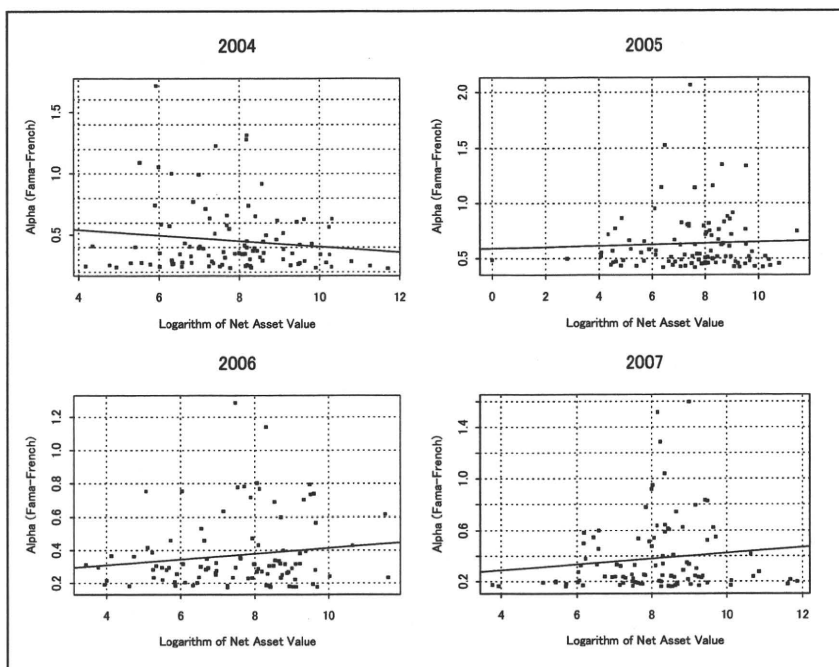 2004
Alpha (Fama-French)
1.5
1.0
0.5
4 6 8 10 12
Logarithm of Net Asset Value
2005
Alpha (Fama-French)
2.0
1.5
1.0
0.5
0 2 4 6 8 10
Logarithm of Net Asset Value
2006
Alpha (Fama-French)
1.2
1.0
0.8
0.6
0.4
0.2
4 6 8 10
Logarithm of Net Asset Value
2007
Alpha (Fama-French)
1.4
1.0
0.6
0.2
4 6 8 10 12
Logarithm of Net Asset Value